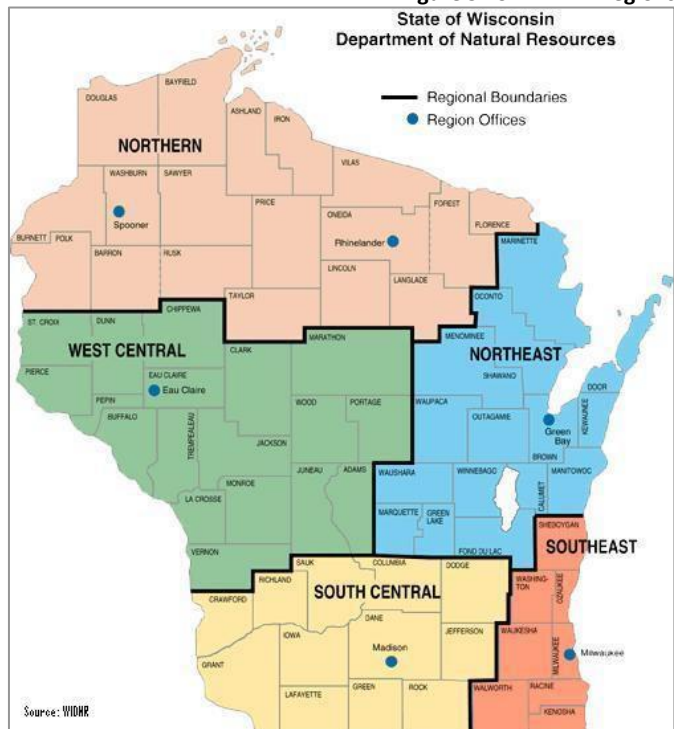 State of Wisconsin
Department of Natural Resources
Regional Boundaries
Region Offices
BAYFIELD
DOUGLAS
ASHLAND
IRON
NORTHERN
VILAS
WASHBURN
SAWYER
PRICE
FOREST
ONEIDA
FLORENCE
Spooner
BURNETT
POLK
Rhinelander
MARINETTE
BARRON
HUSK
LINCOLN
LANGLADE
TAYLOR
OCONTO
CHIPPEWA
ST. CROIX
DUNN
MARATHON
MENOMINEE
WEST CENTRAL
CLARK
NORTHEAST
PIERCE
EAU CLAIRE
Eau Claire
SHAWANO
DOOR
PEPIN
WOOD
PORTAGE
WAUPACA
KEWAUNEE
BUFFALO
TREMPEALEAU
OUTAGAMIE
Green
Bay
JACKSON
BROWN
JUNEAU
ADAMS
WAUSHARA
WINNEBAGO
MANITOWOC
MONROE
CALUMET
LA CROSSE
MARQUETTE
GREEN
LAKE
SHEBOYGAN
VERNON
FOND DU LAC
SOUTHEAST
SAUK
COLUMBIA
DODGE
RICHLAND
WASHING-
TON
OZAUKEE
CRAWFORD
SOUTH CENTRAL
DANE
IOWA
JEFFERSON
WAUKESHA
MILWAUKEE
Milwaukee
GRANT
Madison
LAFAYETTE
GREEN
ROCK
WALWORTH
RACINE
KENOSHA
Source: WIDNR